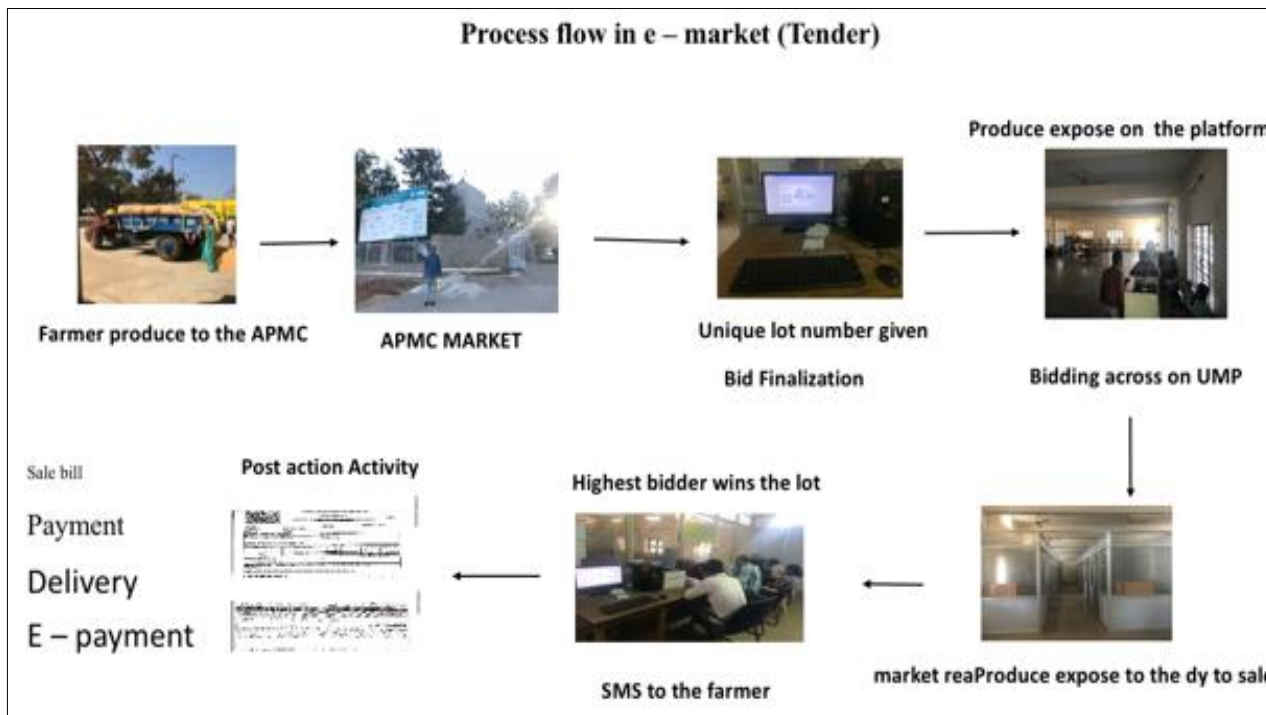 Process flow in e – market (Tender)
Produce expose on the platform
Farmer produce to the APMC
APMC MARKET
Unique lot number given
Bid Finalization
Bidding across on UMP
Sale bill
Payment
Delivery
E – payment
Post action Activity
Highest bidder wins the lot
SMS to the farmer
market reaProduce expose to the dy to sale